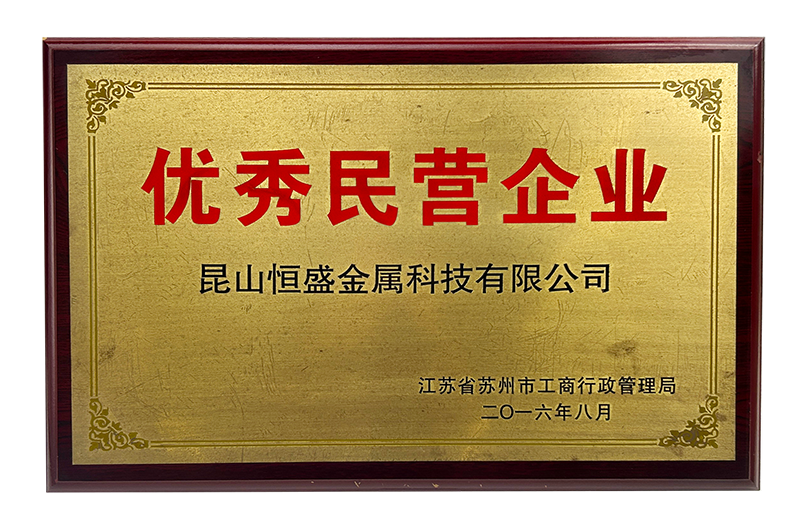 优秀民营企业
昆山恒盛金属科技有限公司
江苏省苏州市工商行政管理局
二〇一六年八月